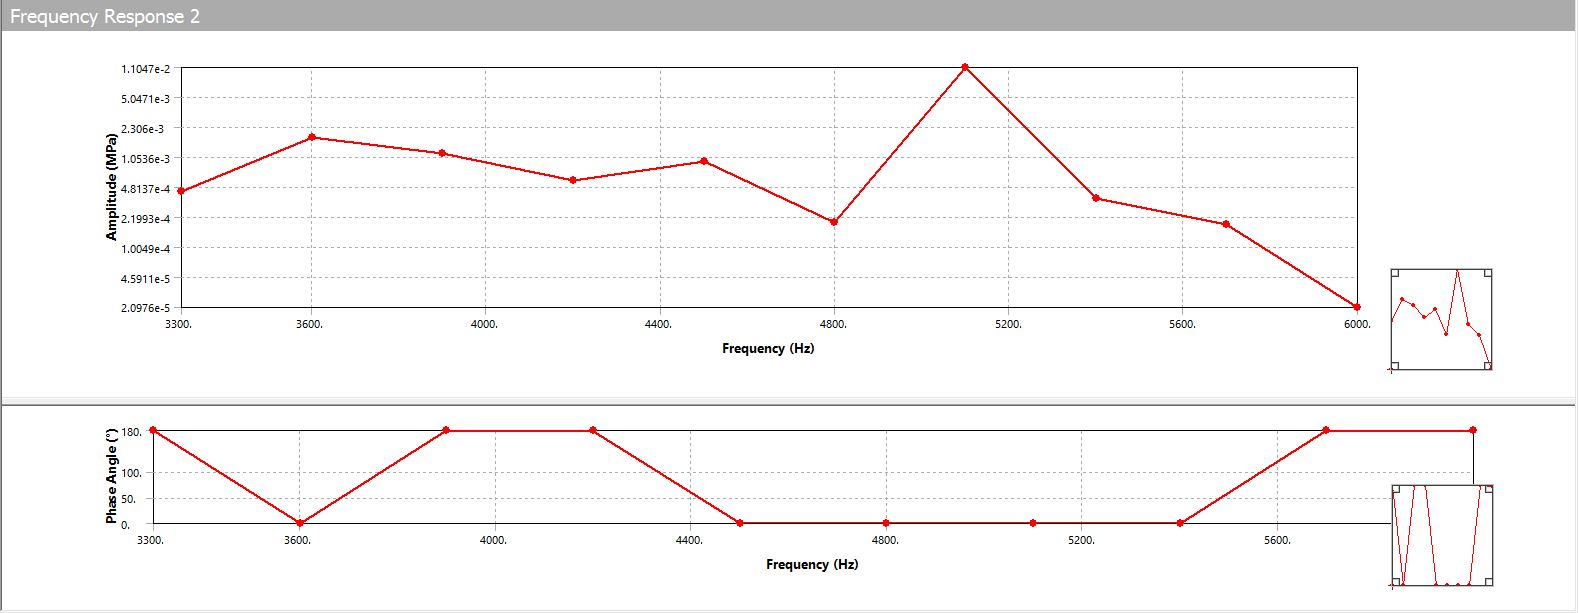 Frequency Response 2
1.1047e-2
5.0471e-3
2.306e-3
1.0536e-3
4.8137e-4
2.1993e-4
1.0049e-4
4.5911e-5
2.0976e-5
Amplitude (MPa)
3300. 3600. 4000. 4400. 4800. 5200. 5600. 6000.
Frequency (Hz)
180.
100.
50.
0.
Phase Angle (°)
3300. 3600. 4000. 4400. 4800. 5200. 5600.
Frequency (Hz)